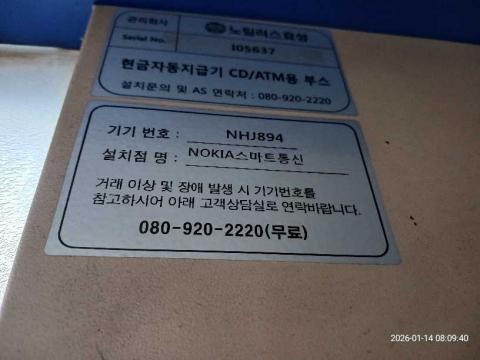 관리회사 노틸러스효성
Serial No. I05637
현금자동지급기 CD/ATM용 부스
설치문의 및 AS 연락처 : 080-920-2220
기기 번호 : NHJ894
설치점 명 : NOKIA스마트통신
거래 이상 및 장애 발생 시 기기번호를
참고하시어 아래 고객상담실로 연락바랍니다.
080-920-2220(무료)
2026-01-14 08:09:40